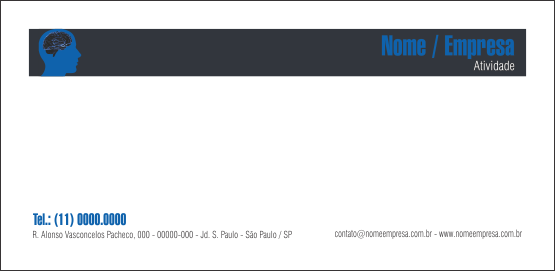 Nome / Empresa
Atividade
Tel.: (11) 0000.0000
R. Alonso Vasconcelos Pacheco, 000 - 00000-000 - Jd. S. Paulo - São Paulo / SP
contato@nomeempresa.com.br - www.nomeempresa.com.br